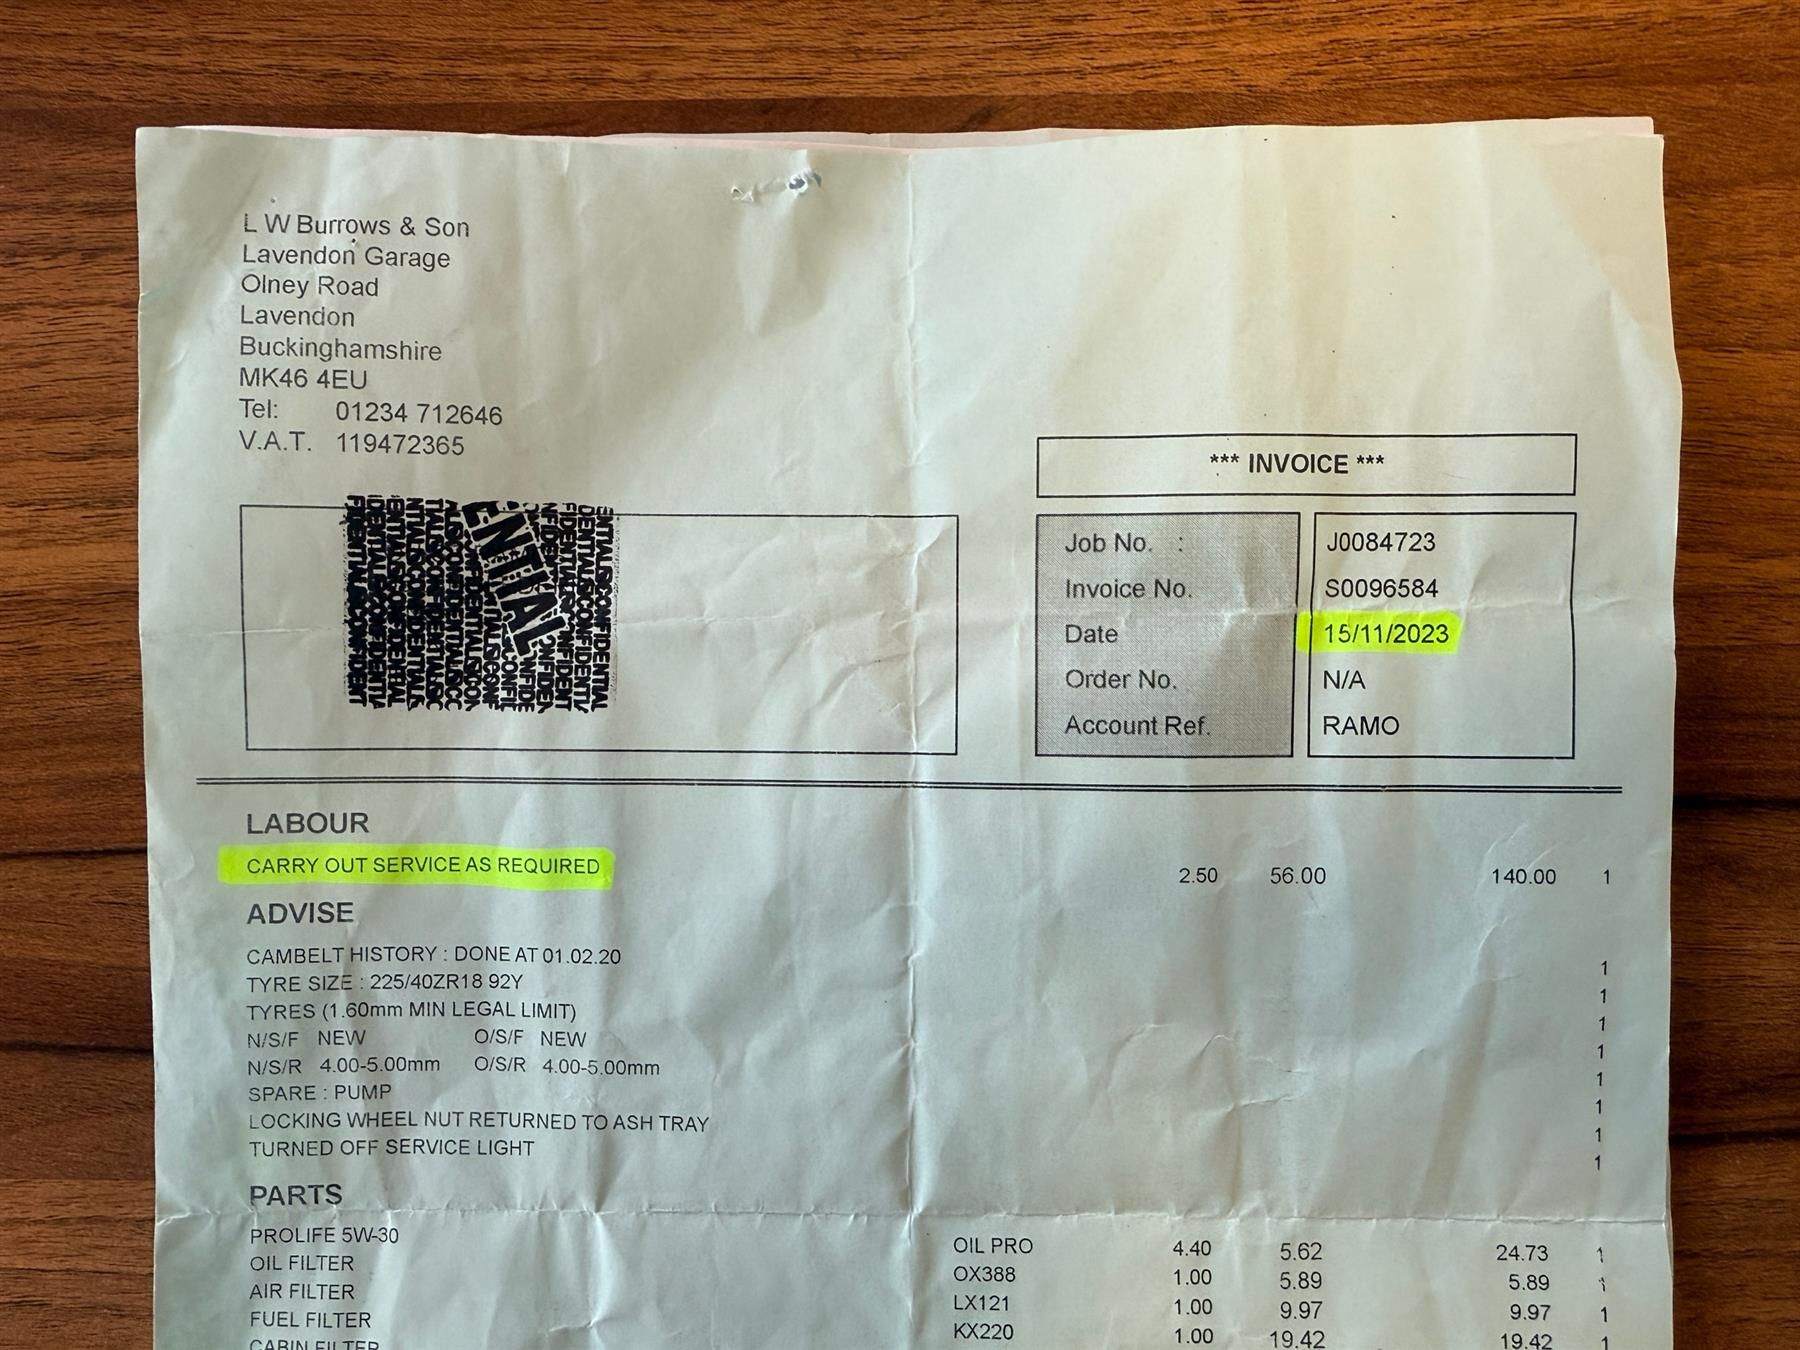 L W Burrows & Son
Lavendon Garage
Olney Road
Lavendon
Buckinghamshire
MK46 4EU
Tel: 01234 712646
V.A.T. 119472365
*** INVOICE ***
Job No. : J0084723
Invoice No. S0096584
Date 15/11/2023
Order No. N/A
Account Ref. RAMO
LABOUR
CARRY OUT SERVICE AS REQUIRED 2.50 56.00 140.00 1
ADVISE
CAMBELT HISTORY : DONE AT 01.02.20 1
TYRE SIZE : 225/40ZR18 92Y 1
TYRES (1.60mm MIN LEGAL LIMIT) 1
N/S/F NEW O/S/F NEW 1
N/S/R 4.00-5.00mm O/S/R 4.00-5.00mm 1
SPARE : PUMP 1
LOCKING WHEEL NUT RETURNED TO ASH TRAY 1
TURNED OFF SERVICE LIGHT 1
PARTS
PROLIFE 5W-30 OIL PRO 4.40 5.62 24.73 1
OIL FILTER OX388 1.00 5.89 5.89 1
AIR FILTER LX121 1.00 9.97 9.97 1
FUEL FILTER KX220 1.00 19.42 19.42 1
CABIN FILTER